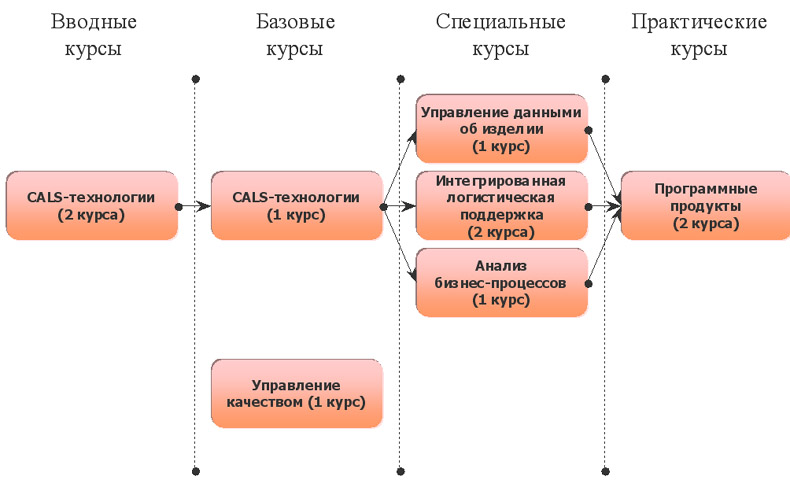 Вводные
курсы
Базовые
курсы
Специальные
курсы
Практические
курсы
CALS-технологии
(2 курса)
CALS-технологии
(1 курс)
Управление данными
об изделии
(1 курс)
Интегрированная
логистическая
поддержка
(2 курса)
Анализ
бизнес-процессов
(1 курс)
Программные
продукты
(2 курса)
Управление
качеством (1 курс)